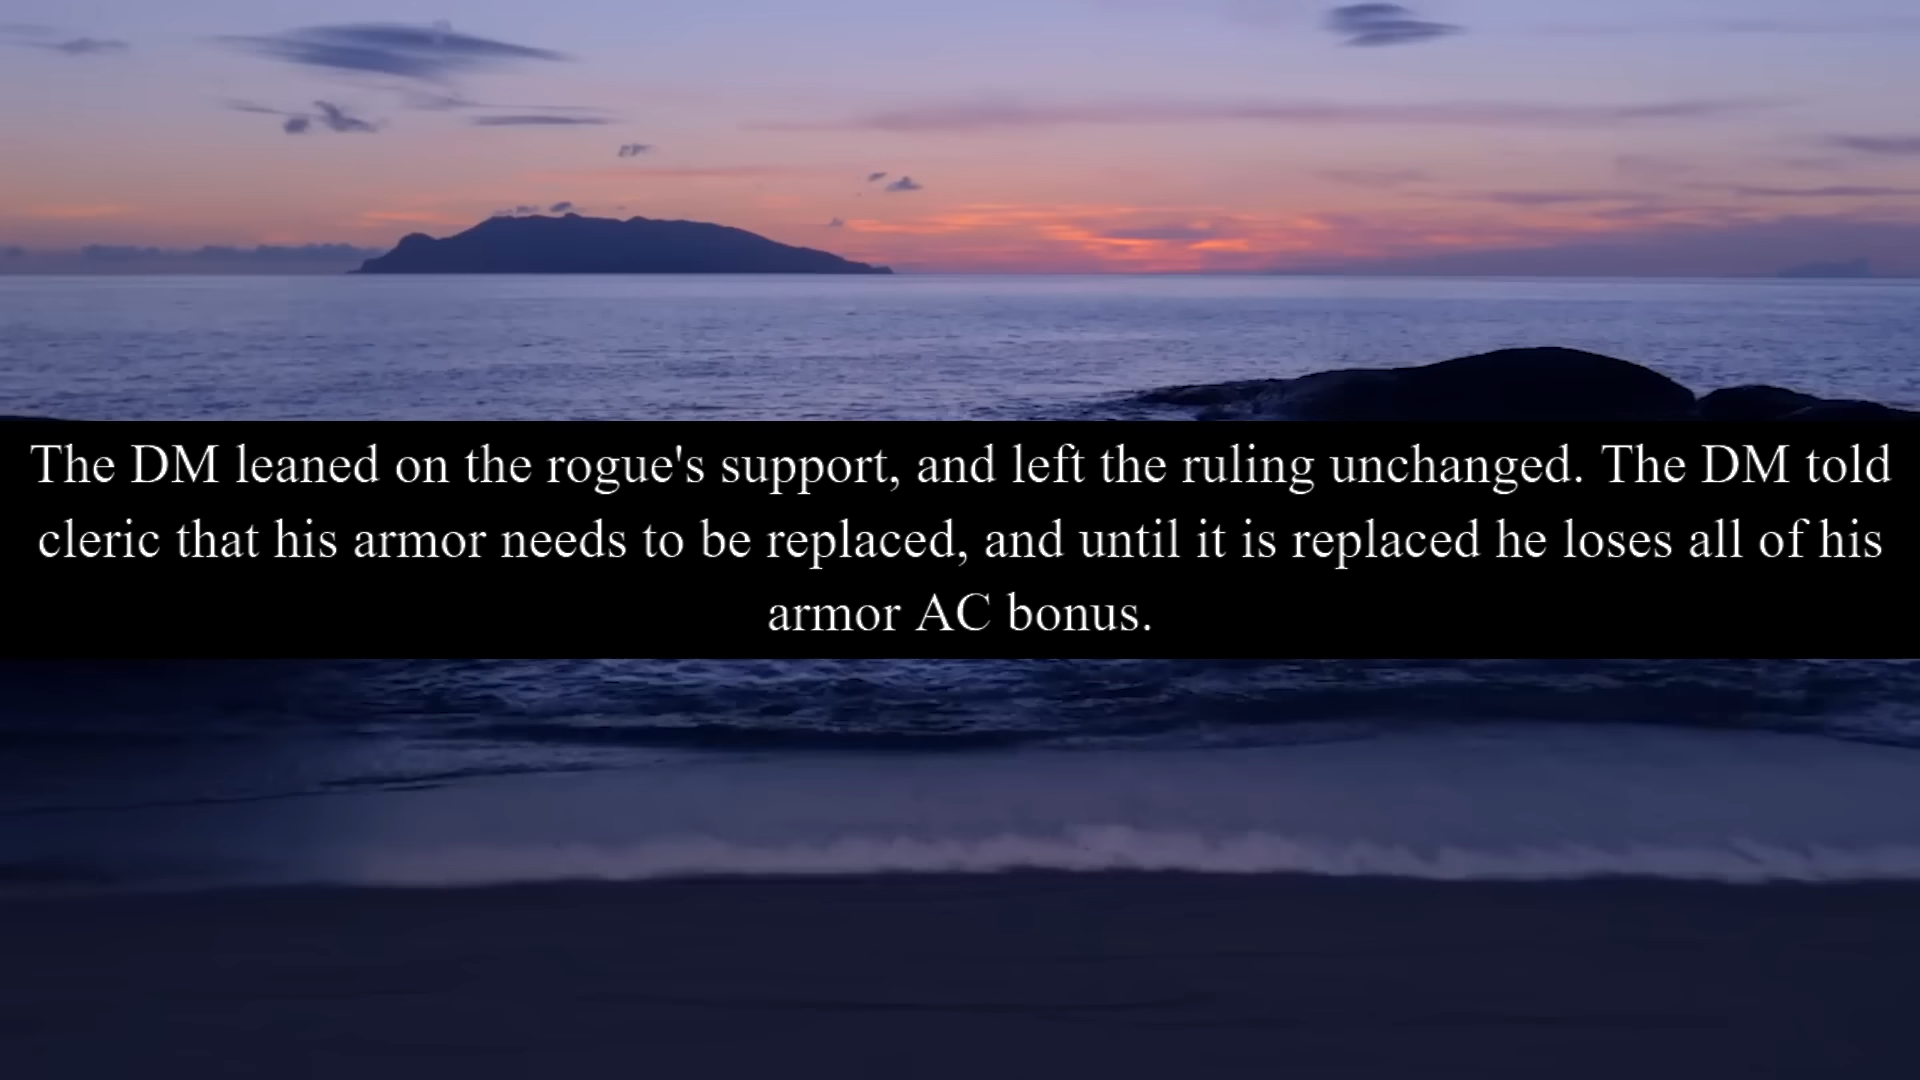 The DM leaned on the rogue's support, and left the ruling unchanged. The DM told
cleric that his armor needs to be replaced, and until it is replaced he loses all of his
armor AC bonus.